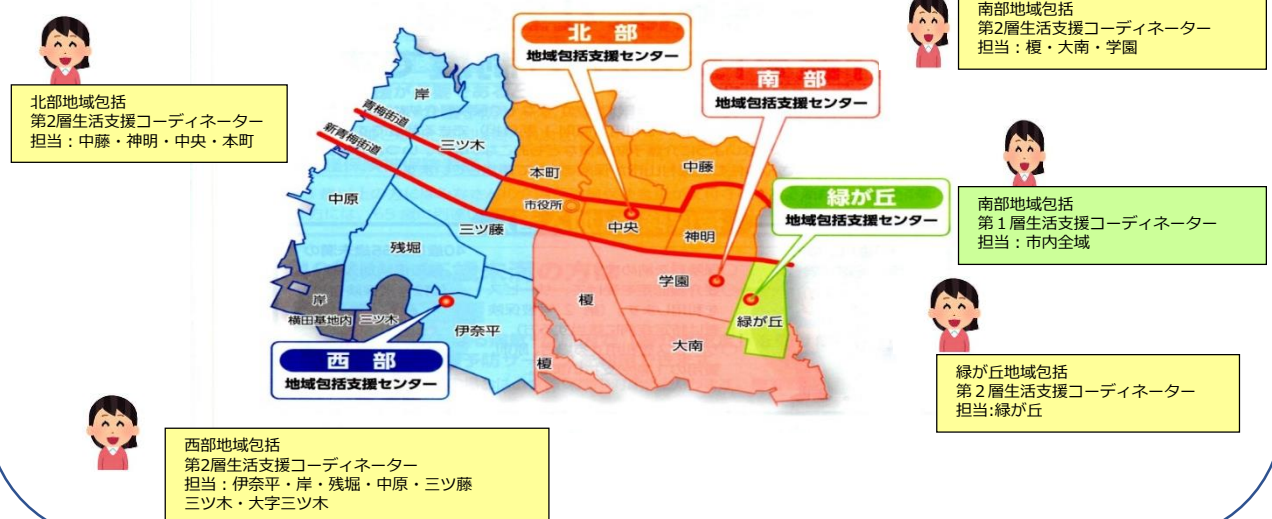 南部地域包括
第2層生活支援コーディネーター
担当：榎・大南・学園
北部
地域包括支援センター
南部
地域包括支援センター
北部地域包括
第2層生活支援コーディネーター
担当：中藤・神明・中央・本町
岸
青梅街道
新青梅街道
三ツ木
本町
中藤
中原
市役所
中央
神明
緑が丘
地域包括支援センター
南部地域包括
第１層生活支援コーディネーター
担当：市内全域
三ツ藤
残堀
学園
榎
岸
横田基地内
三ツ木
伊奈平
緑が丘
大南
榎
西部
地域包括支援センター
緑が丘地域包括
第２層生活支援コーディネーター
担当:緑が丘
西部地域包括
第2層生活支援コーディネーター
担当：伊奈平・岸・残堀・中原・三ツ藤
三ツ木・大字三ツ木